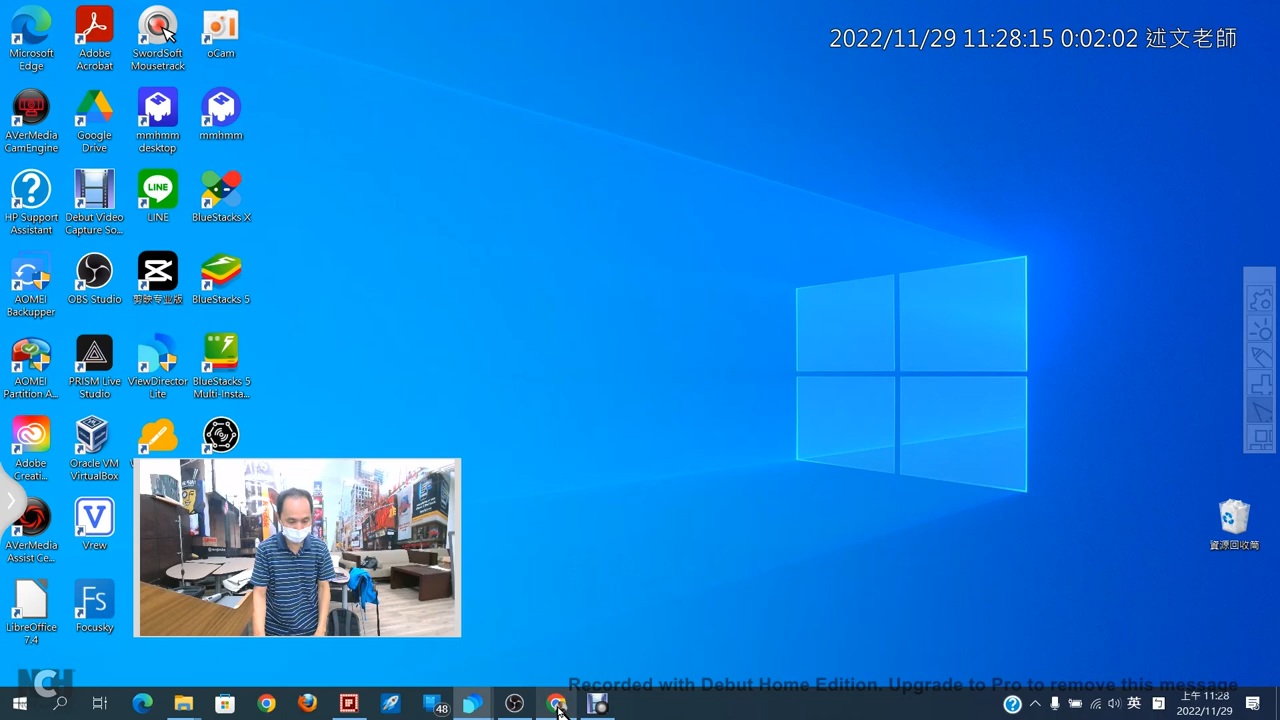 2022/11/29 11:28:15 0:02:02 述文老師
Microsoft Edge
Adobe Acrobat
SwordSoft Mousetrack
oCam
AVerMedia CamEngine
Google Drive
mmhmm desktop
mmhmm
HP Support Assistant
Debut Video Capture So...
LINE
BlueStacks X
AOMEI Backupper
OBS Studio
剪映专业版
BlueStacks 5
AOMEI Partition A...
PRISM Live Studio
ViewDirector Lite
BlueStacks 5 Multi-Insta...
Adobe Creati...
Oracle VM VirtualBox
AVerMedia Assist Ce...
Vrew
資源回收筒
LibreOffice 7.4
Fs
Focusky
NCH
Recorded with Debut Home Edition. Upgrade to Pro to remove this message
48
英
上午 11:28
2022/11/29